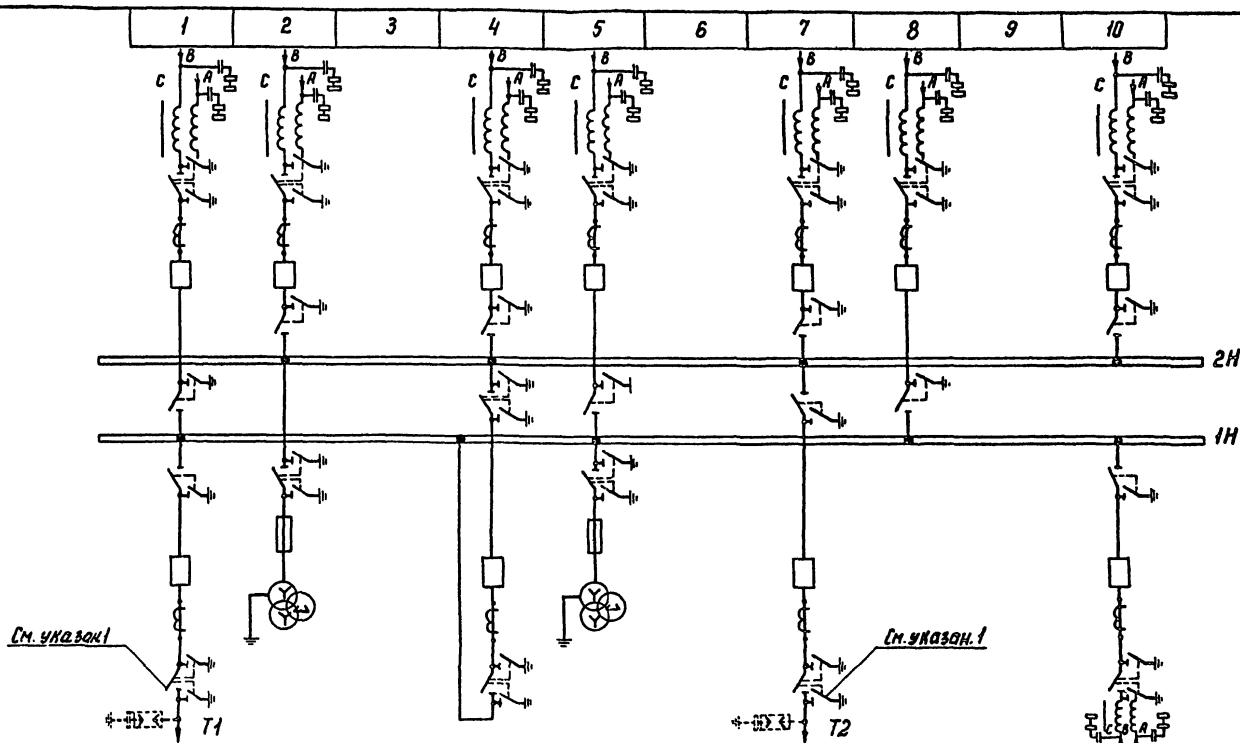 1 2 3 4 5 6 7 8 9 10
В В В В В В В
С А С А С А С А С А С А С А
2Н
1Н
См. указан 1
См. указан. 1
Т1
Т2
С В А